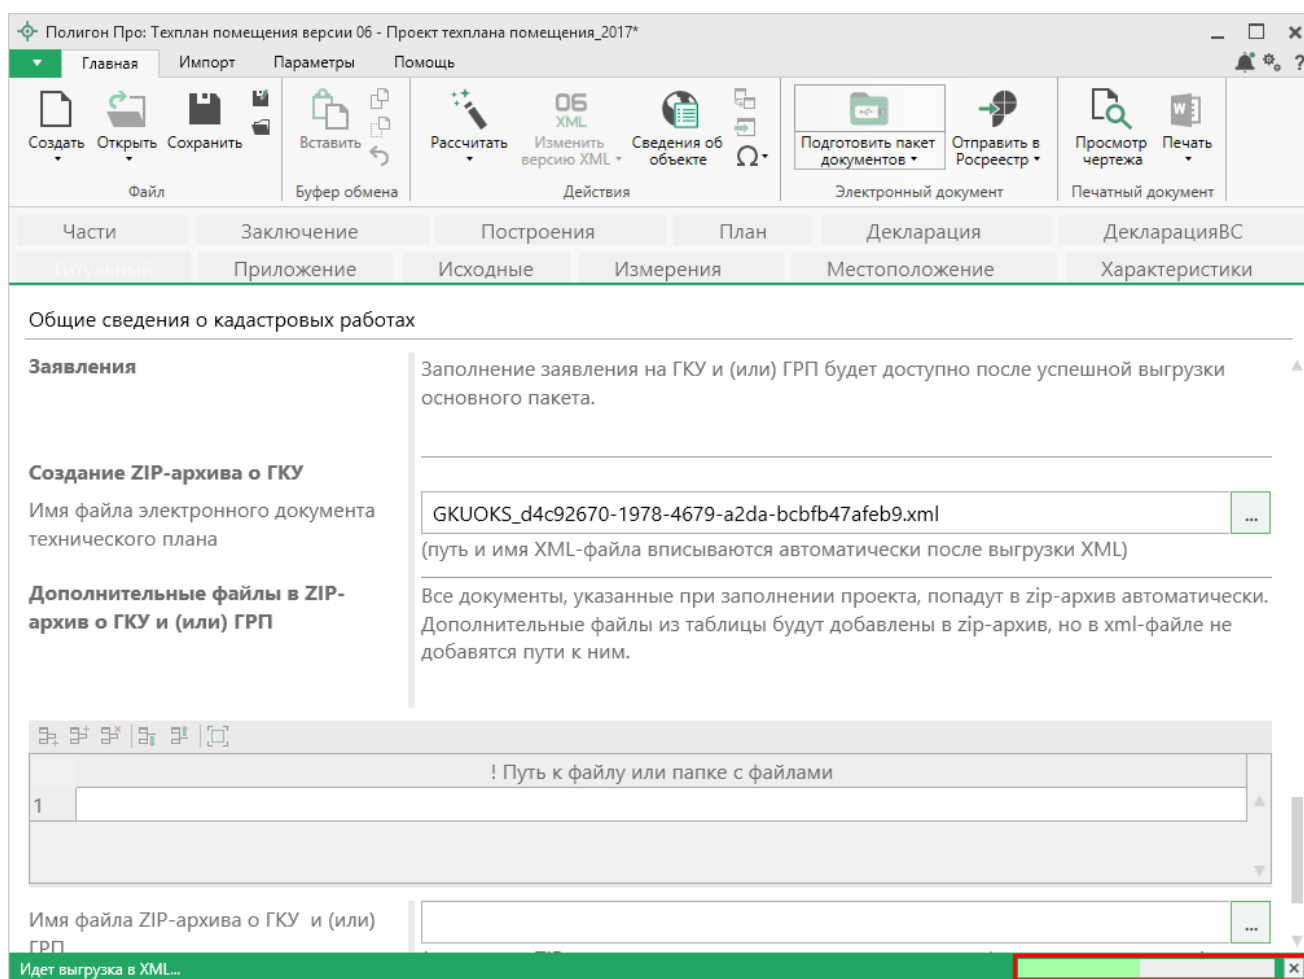 Полигон Про: Техплан помещения версии 06 - Проект техплана помещения_2017*
Главная Импорт Параметры Помощь
Создать Открыть Сохранить
Файл
Вставить
Буфер обмена
Рассчитать
06
XML
Изменить
версию XML
Сведения об
объекте
Ω
Действия
Подготовить пакет
документов
Отправить в
Росреестр
Электронный документ
Просмотр
чертежа
W
Печать
Печатный документ
Части Заключение Построения План Декларация ДекларацияВС
Титульный Приложение Исходные Измерения Местоположение Характеристики
Общие сведения о кадастровых работах
Заявления
Заполнение заявления на ГКУ и (или) ГРП будет доступно после успешной выгрузки
основного пакета.
Создание ZIP-архива о ГКУ
Имя файла электронного документа
технического плана
GKUOKS_d4c92670-1978-4679-a2da-bcbfb47afeb9.xml
...
(путь и имя XML-файла вписываются автоматически после выгрузки XML)
Дополнительные файлы в ZIP-
архив о ГКУ и (или) ГРП
Все документы, указанные при заполнении проекта, попадут в zip-архив автоматически.
Дополнительные файлы из таблицы будут добавлены в zip-архив, но в xml-файле не
добавятся пути к ним.
! Путь к файлу или папке с файлами
1
Имя файла ZIP-архива о ГКУ и (или)
ГРП
...
Идет выгрузка в XML...